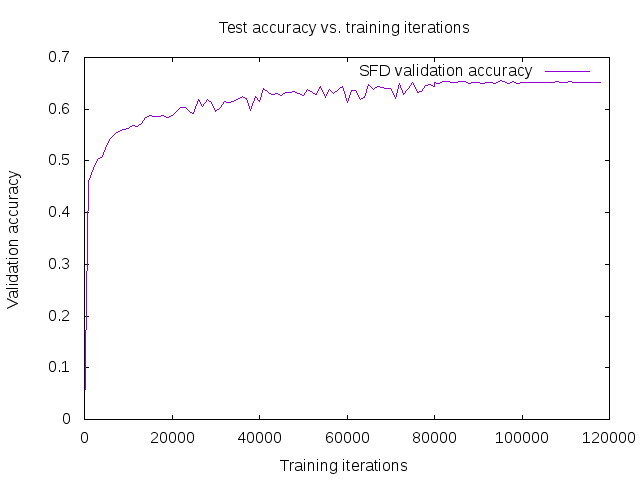 Test accuracy vs. training iterations
SFD validation accuracy
Validation accuracy
0.7
0.6
0.5
0.4
0.3
0.2
0.1
0
0 20000 40000 60000 80000 100000 120000
Training iterations